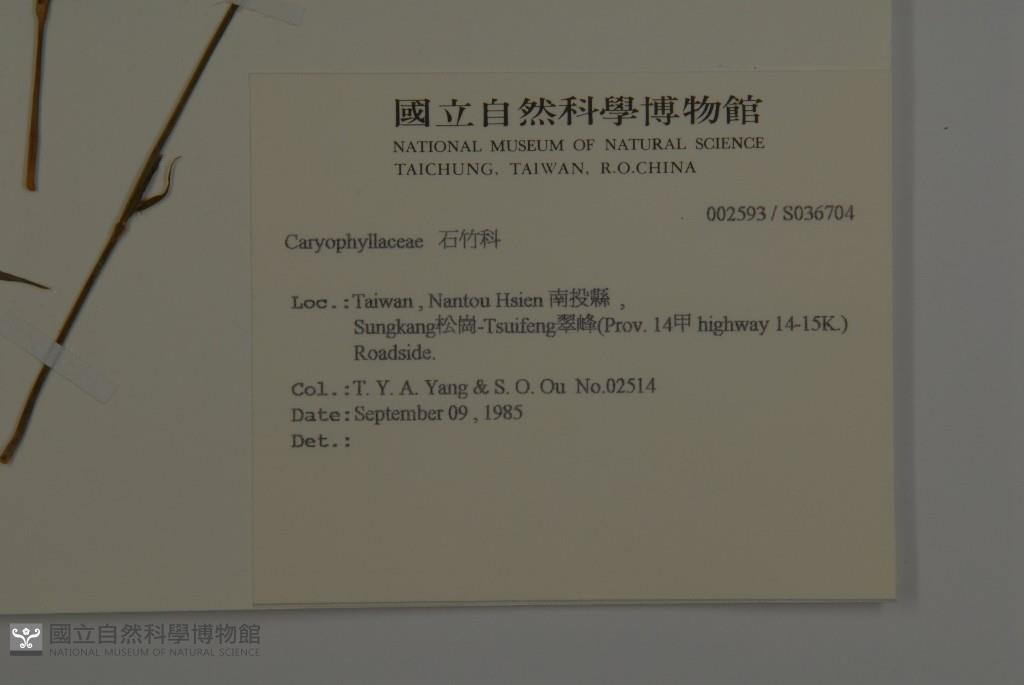 國立自然科學博物館
NATIONAL MUSEUM OF NATURAL SCIENCE
TAICHUNG, TAIWAN, R.O.CHINA
002593 / S036704
Caryophyllaceae 石竹科
Loc.:Taiwan , Nantou Hsien 南投縣 ,
Sungkang松崗-Tsuifeng翠峰(Prov. 14甲 highway 14-15K.)
Roadside.
Col.:T. Y. A. Yang & S. O. Ou No.02514
Date:September 09 , 1985
Det.:
國立自然科學博物館
NATIONAL MUSEUM OF NATURAL SCIENCE